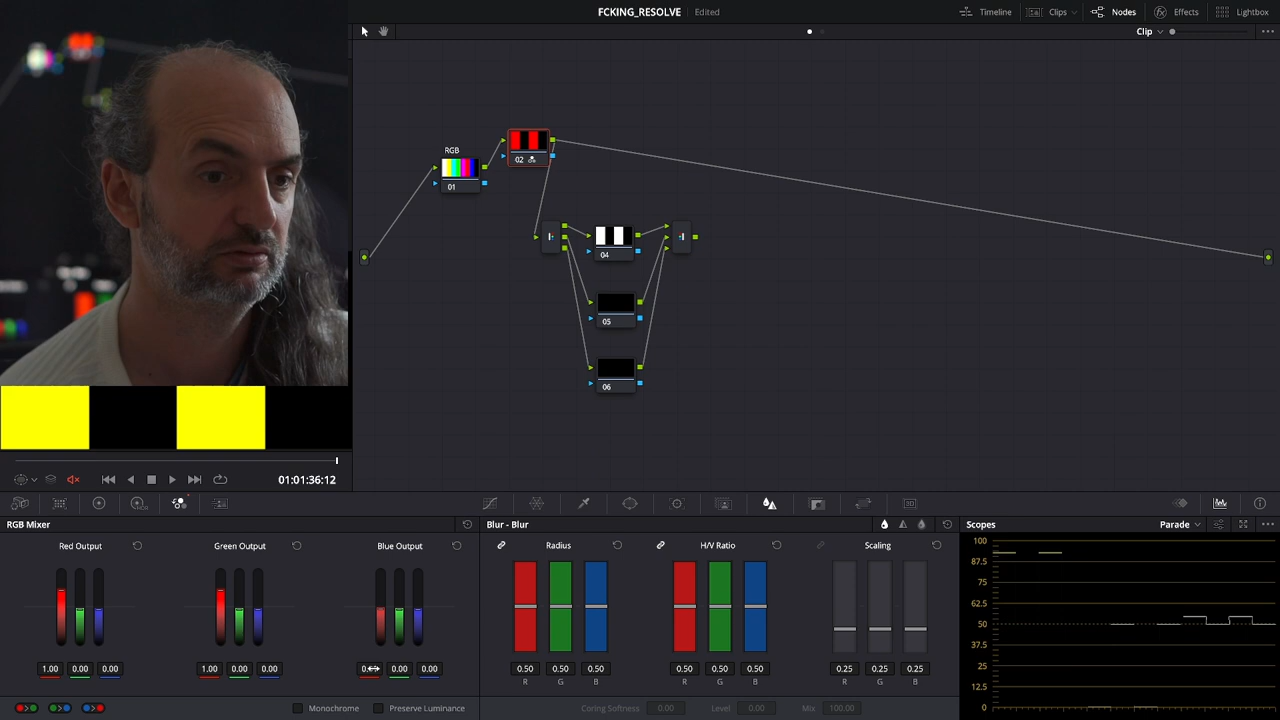 FCKING_RESOLVE Edited
Timeline Clips Nodes Effects Lightbox
Clip
RGB
01
02
04
05
06
01:01:36:12
RGB Mixer
Red Output Green Output Blue Output
1.00 0.00 0.00 1.00 0.00 0.00 0.00 0.00
Monochrome Preserve Luminance
Blur - Blur
Radius H/V Ratio Scaling
0.50 0.50 0.50 0.50 0.50 0.50 0.25 0.25 0.25
R G B R G B R G B
Coring Softness 0.00 Level 0.00 Mix 100.00
Scopes Parade
100
87.5
75
62.5
50
37.5
25
12.5
0